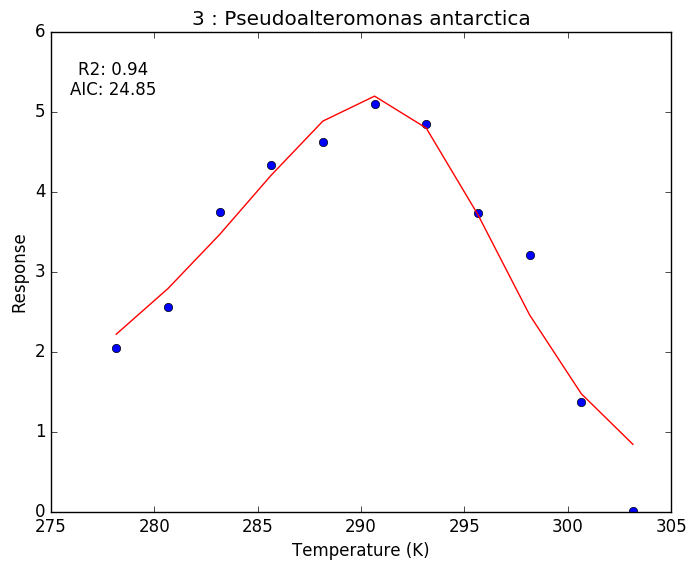 3 : Pseudoalteromonas antarctica
R2: 0.94
AIC: 24.85
6
5
4
3
2
1
0
Response
275
280
285
290
295
300
305
Temperature (K)